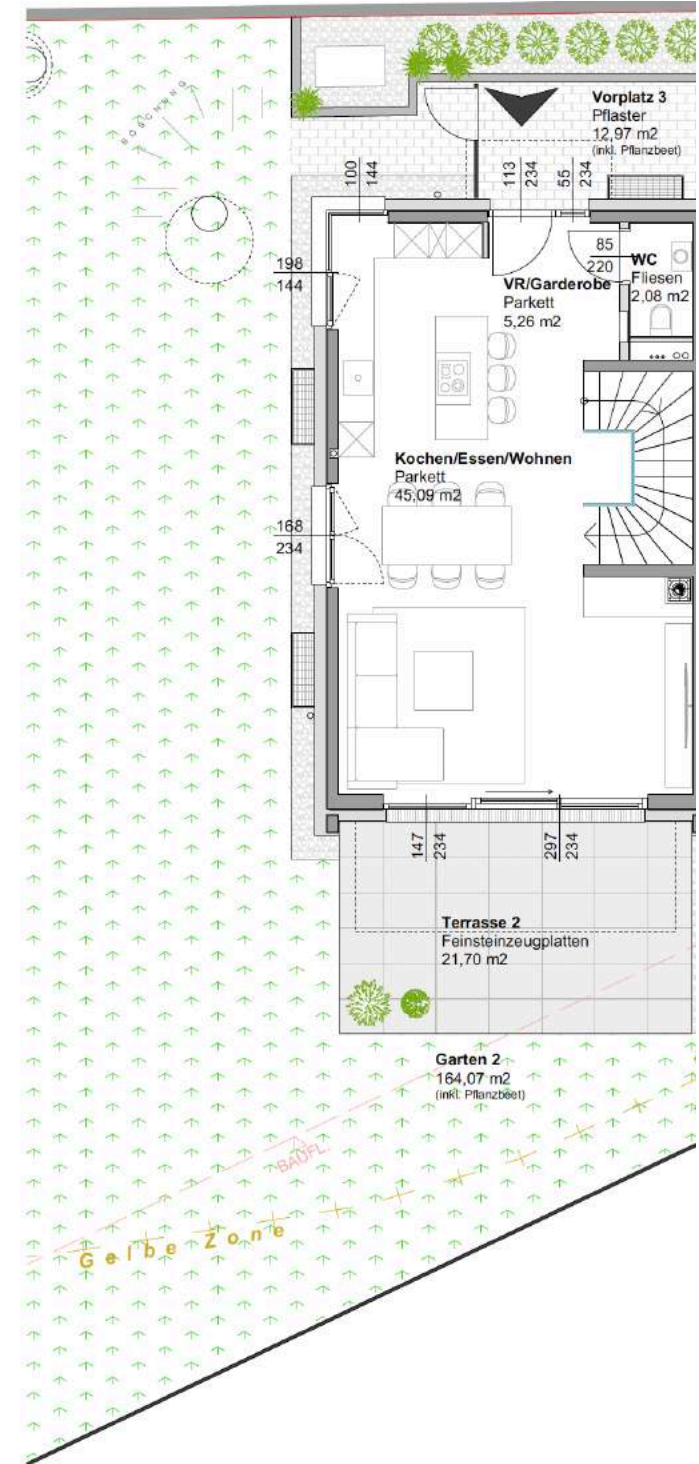 BÖSCHUNG
Vorplatz 3
Pflaster
12,97 m2
(inkl. Pflanzbeet)
100
144
113
234
55
234
198
144
85
220
WC
Fliesen
2,08 m2
VR/Garderobe
Parkett
5,26 m2
Kochen/Essen/Wohnen
Parkett
45,09 m2
168
234
147
234
297
234
Terrasse 2
Feinsteinzeugplatten
21,70 m2
Garten 2
164,07 m2
(inkl. Pflanzbeet)
BAUFL.
Gelbe Zone